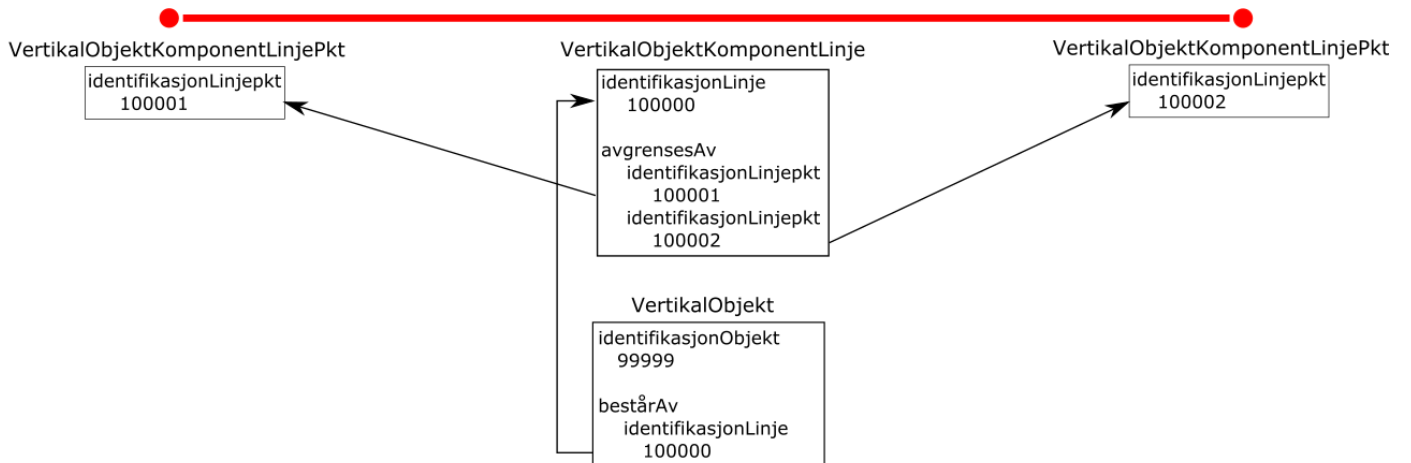 VertikalObjektKomponentLinjePkt
identifikasjonLinjepkt
100001
VertikalObjektKomponentLinje
identifikasjonLinje
100000
avgrensesAv
identifikasjonLinjepkt
100001
identifikasjonLinjepkt
100002
VertikalObjektKomponentLinjePkt
identifikasjonLinjepkt
100002
VertikalObjekt
identifikasjonObjekt
99999
bestårAv
identifikasjonLinje
100000